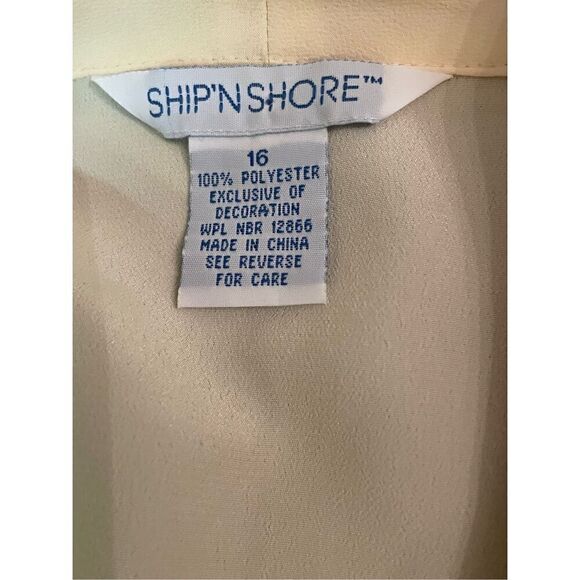 SHIP'N SHORE™
16
100% POLYESTER
EXCLUSIVE OF
DECORATION
WPL NBR 12866
MADE IN CHINA
SEE REVERSE
FOR CARE